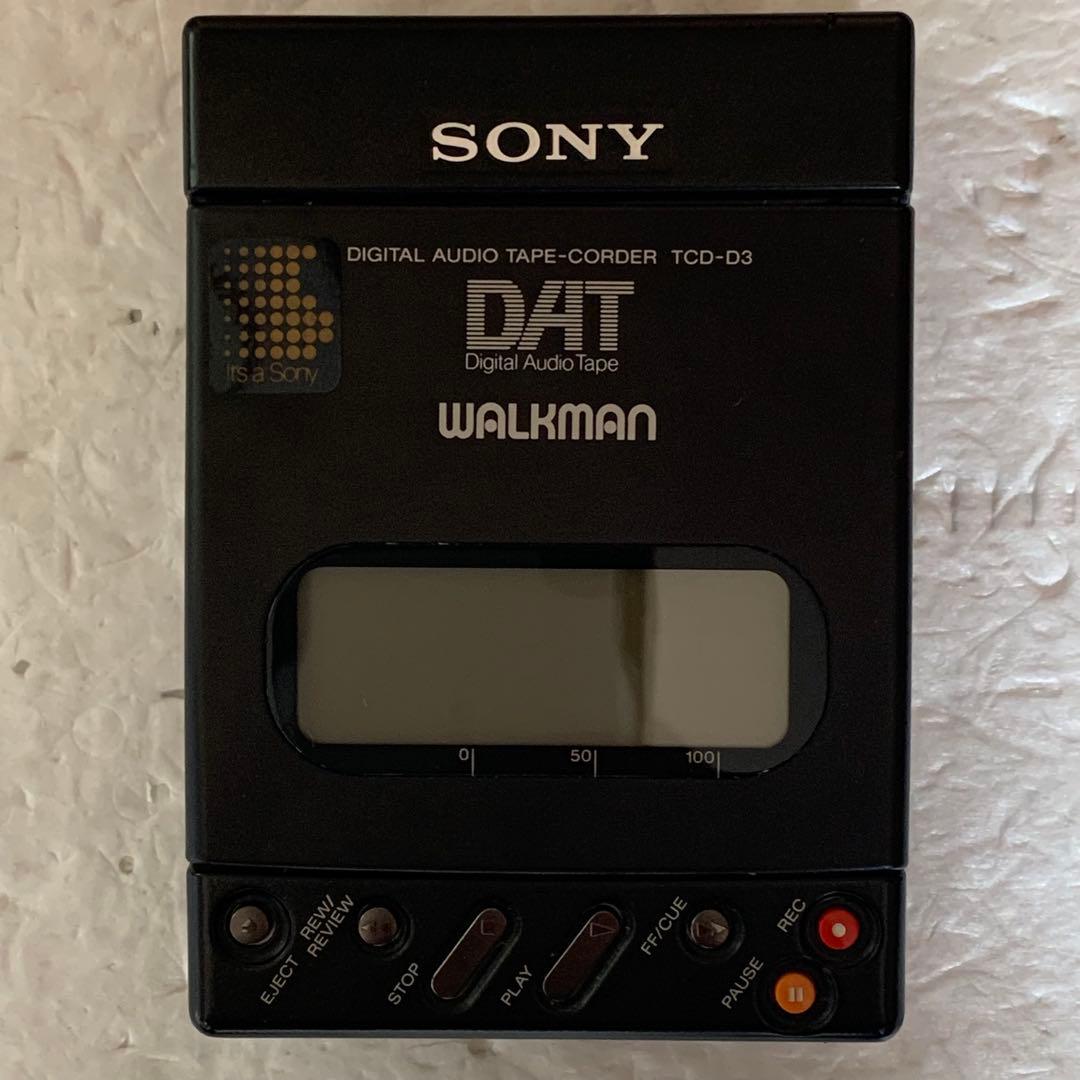 SONY
DIGITAL AUDIO TAPE-CORDER TCD-D3
DAT
Digital Audio Tape
It's a Sony
WALKMAN
0 50 100
EJECT
REW/
REVIEW
STOP
PLAY
FF/CUE
REC
PAUSE